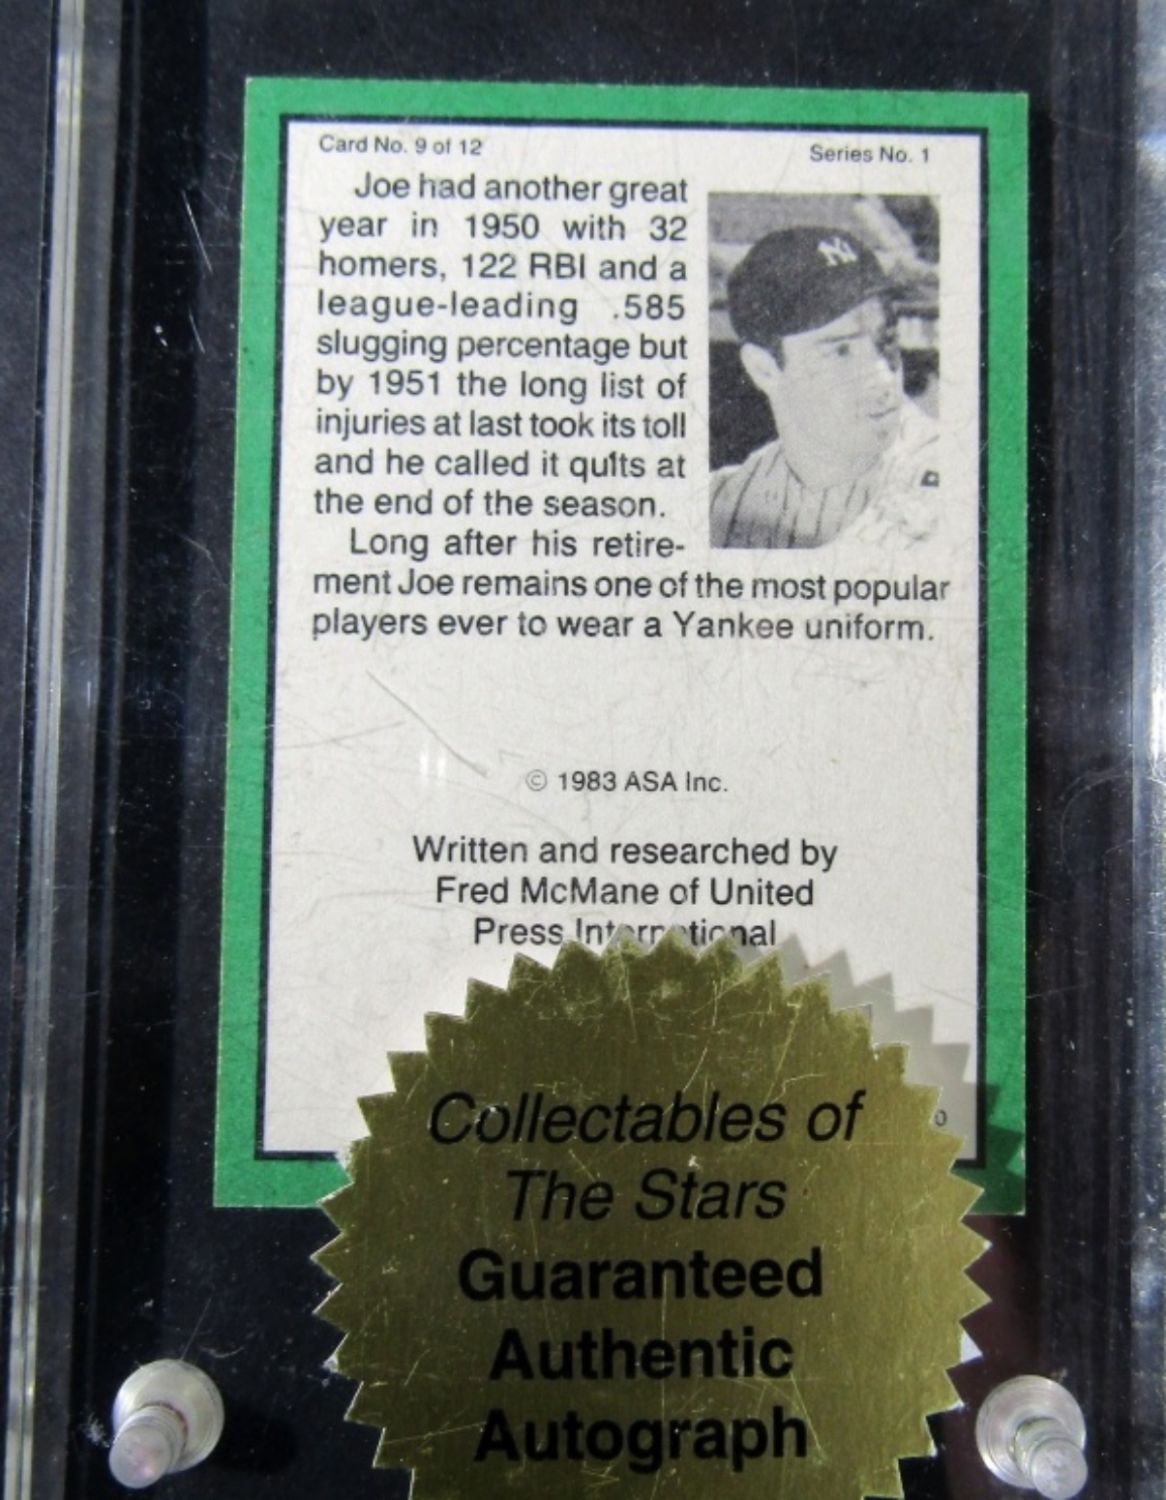 Card No. 9 of 12
Series No. 1
Joe had another great
year in 1950 with 32
homers, 122 RBI and a
league-leading .585
slugging percentage but
by 1951 the long list of
injuries at last took its toll
and he called it quits at
the end of the season.
Long after his retire-
ment Joe remains one of the most popular
players ever to wear a Yankee uniform.
NY
© 1983 ASA Inc.
Written and researched by
Fred McMane of United
Press International
Collectables of
The Stars
Guaranteed
Authentic
Autograph